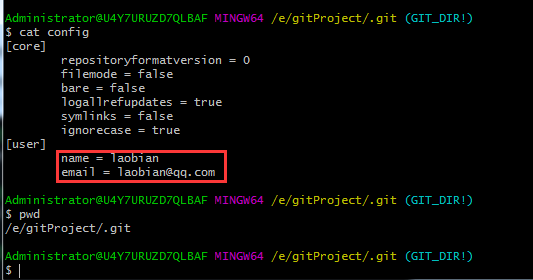 Administrator@U4Y7URUZD7QLBAF MINGW64 /e/gitProject/.git (GIT_DIR!)
$ cat config
[core]
        repositoryformatversion = 0
        filemode = false
        bare = false
        logallrefupdates = true
        symlinks = false
        ignorecase = true
[user]
        name = laobian
        email = laobian@qq.com
Administrator@U4Y7URUZD7QLBAF MINGW64 /e/gitProject/.git (GIT_DIR!)
$ pwd
/e/gitProject/.git
Administrator@U4Y7URUZD7QLBAF MINGW64 /e/gitProject/.git (GIT_DIR!)
$